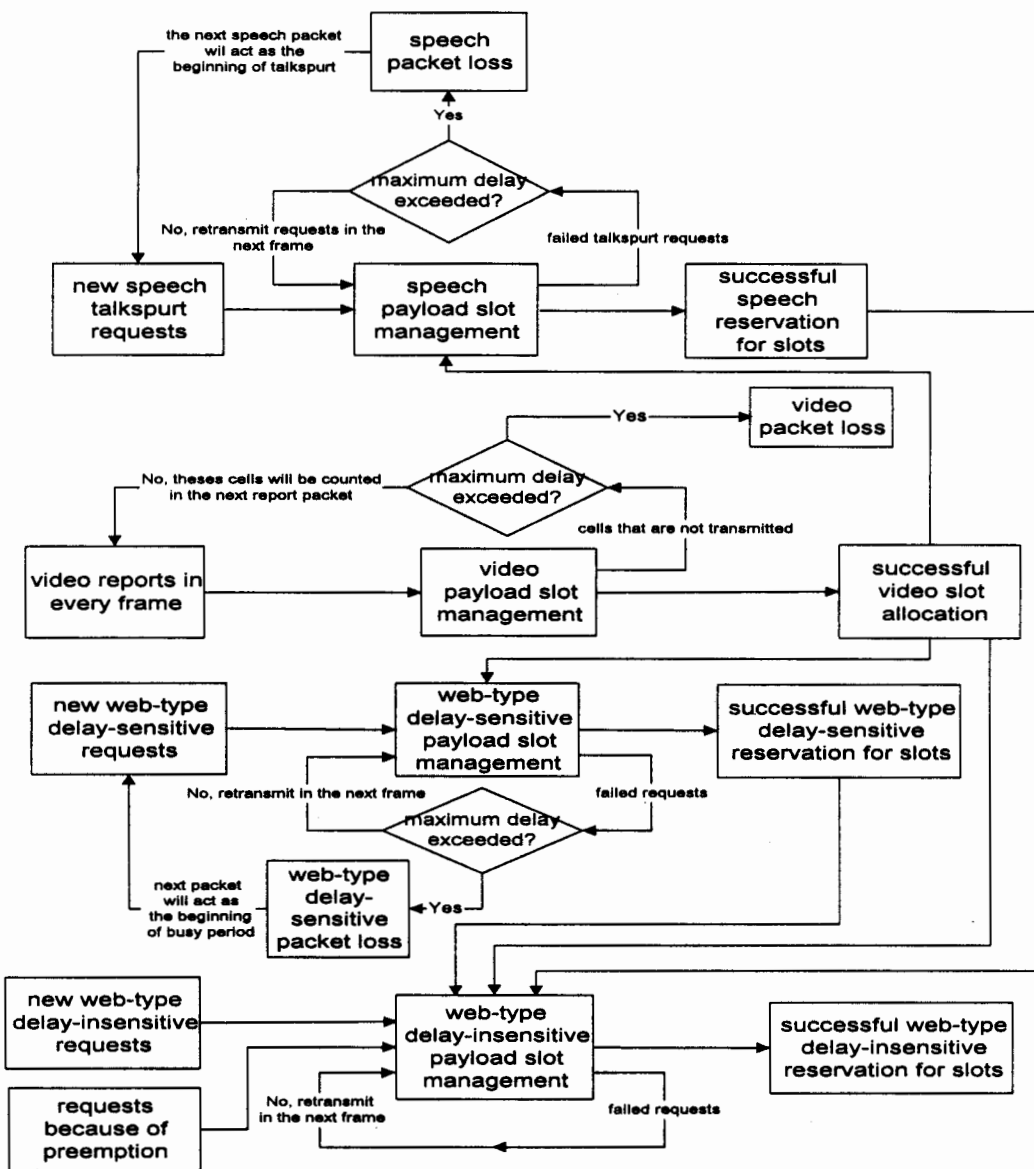 the next speech packet
wil act as the
beginning of talkspurt
speech
packet loss
Yes
maximum delay
exceeded?
No, retransmit requests in the
next frame
failed talkspurt requests
new speech
talkspurt
requests
speech
payload slot
management
successful
speech
reservation
for slots
Yes
video
packet loss
No, theses cells will be counted
in the next report packet
maximum delay
exceeded?
cells that are not transmitted
video reports in
every frame
video
payload slot
management
successful
video slot
allocation
new web-type
delay-sensitive
requests
web-type
delay-sensitive
payload slot
management
successful web-type
delay-sensitive
reservation for slots
No, retransmit in the next frame
failed requests
maximum delay
exceeded?
next packet
will act as
the beginning
of busy period
web-type
delay-
sensitive
packet loss
Yes
new web-type
delay-insensitive
requests
web-type
delay-insensitive
payload slot
management
successful web-type
delay-insensitive
reservation for slots
requests
because of
preemption
No, retransmit
in the next frame
failed requests